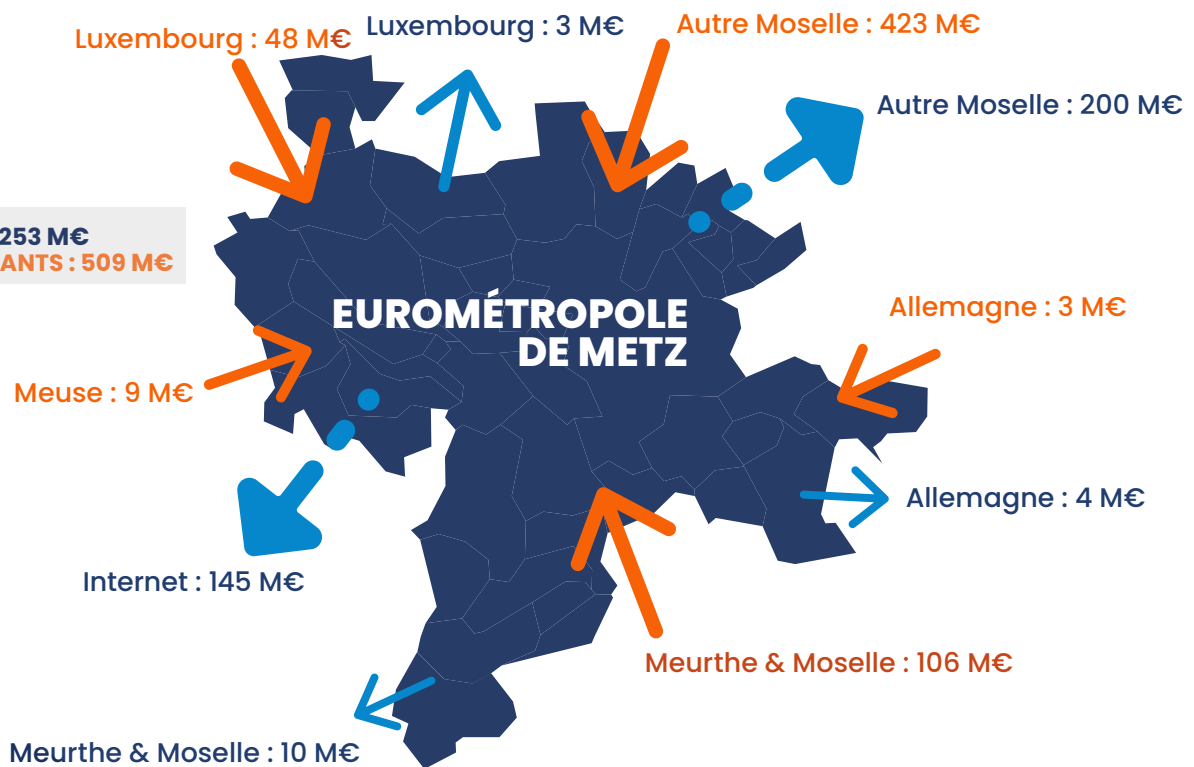 Luxembourg : 48 M€
Luxembourg : 3 M€
Autre Moselle : 423 M€
Autre Moselle : 200 M€
253 M€
ANTS : 509 M€
EUROMÉTROPOLE
DE METZ
Allemagne : 3 M€
Meuse : 9 M€
Allemagne : 4 M€
Internet : 145 M€
Meurthe & Moselle : 106 M€
Meurthe & Moselle : 10 M€